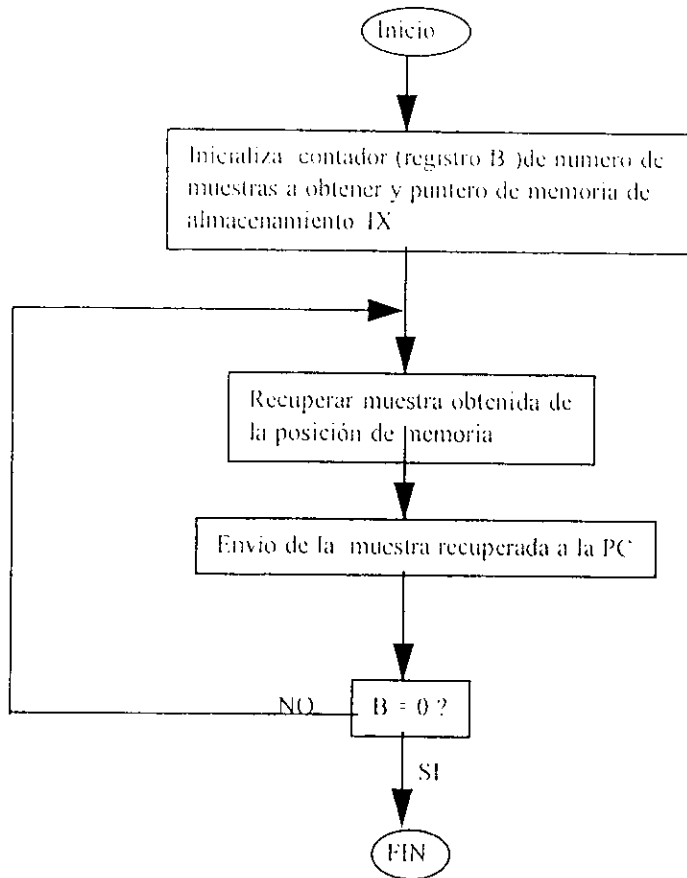 Inicio
Inicializa contador (registro B )de numero de
muestras a obtener y puntero de memoria de
almacenamiento IX
Recuperar muestra obtenida de
la posición de memoria
Envio de la muestra recuperada a la PC
NO
B = 0 ?
SI
FIN